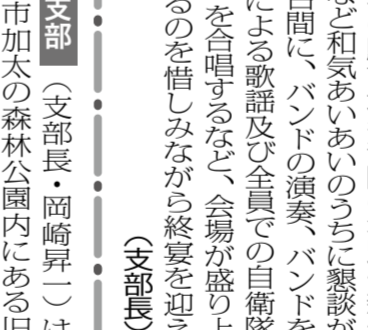 など和気あいあいのうちに懇談が
合間に、バンドの演奏、バンドを
による歌謡及び全員での自衛隊
を合唱するなど、会場が盛り上
るのを惜しみながら終宴を迎え
（支部長）
支部 （支部長・岡崎昇一）は
市加太の森林公園内にある旧